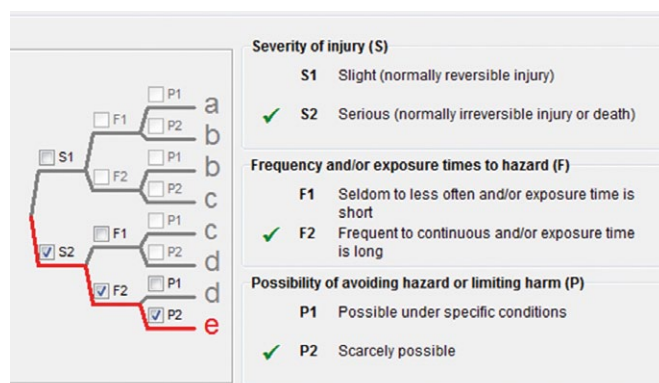 P1
a
F1
P2
b
S1
P1
b
F2
P2
c
P1
c
F1
P2
d
S2
P1
d
F2
P2
e
Severity of injury (S)
S1 Slight (normally reversible injury)
S2 Serious (normally irreversible injury or death)
Frequency and/or exposure times to hazard (F)
F1 Seldom to less often and/or exposure time is
short
F2 Frequent to continuous and/or exposure time
is long
Possibility of avoiding hazard or limiting harm (P)
P1 Possible under specific conditions
P2 Scarcely possible